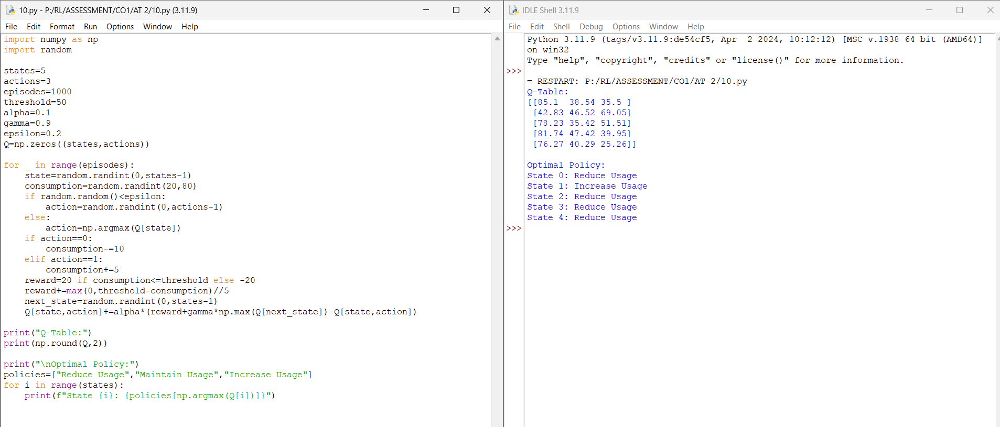 10.py - P:/RL/ASSESSMENT/CO1/AT 2/10.py (3.11.9)
File Edit Format Run Options Window Help
import numpy as np
import random

states=5
actions=3
episodes=1000
threshold=50
alpha=0.1
gamma=0.9
epsilon=0.2
Q=np.zeros((states,actions))

for _ in range(episodes):
    state=random.randint(0,states-1)
    consumption=random.randint(20,80)
    if random.random()<epsilon:
        action=random.randint(0,actions-1)
    else:
        action=np.argmax(Q[state])
    if action==0:
        consumption-=10
    elif action==1:
        consumption+=5
    reward=20 if consumption<=threshold else -20
    reward+=max(0,threshold-consumption)//5
    next_state=random.randint(0,states-1)
    Q[state,action]+=alpha*(reward+gamma*np.max(Q[next_state])-Q[state,action])

print("Q-Table:")
print(np.round(Q,2))

print("\nOptimal Policy:")
policies=["Reduce Usage","Maintain Usage","Increase Usage"]
for i in range(states):
    print(f"State {i}: {policies[np.argmax(Q[i])]}")
IDLE Shell 3.11.9
File Edit Shell Debug Options Window Help
Python 3.11.9 (tags/v3.11.9:de54cf5, Apr  2 2024, 10:12:12) [MSC v.1938 64 bit (AMD64)]
on win32
Type "help", "copyright", "credits" or "license()" for more information.
>>>
= RESTART: P:/RL/ASSESSMENT/CO1/AT 2/10.py
Q-Table:
[[85.1  38.54 35.5 ]
 [42.83 46.52 69.05]
 [78.23 35.42 51.51]
 [81.74 47.42 39.95]
 [76.27 40.29 25.26]]

Optimal Policy:
State 0: Reduce Usage
State 1: Increase Usage
State 2: Reduce Usage
State 3: Reduce Usage
State 4: Reduce Usage
>>>